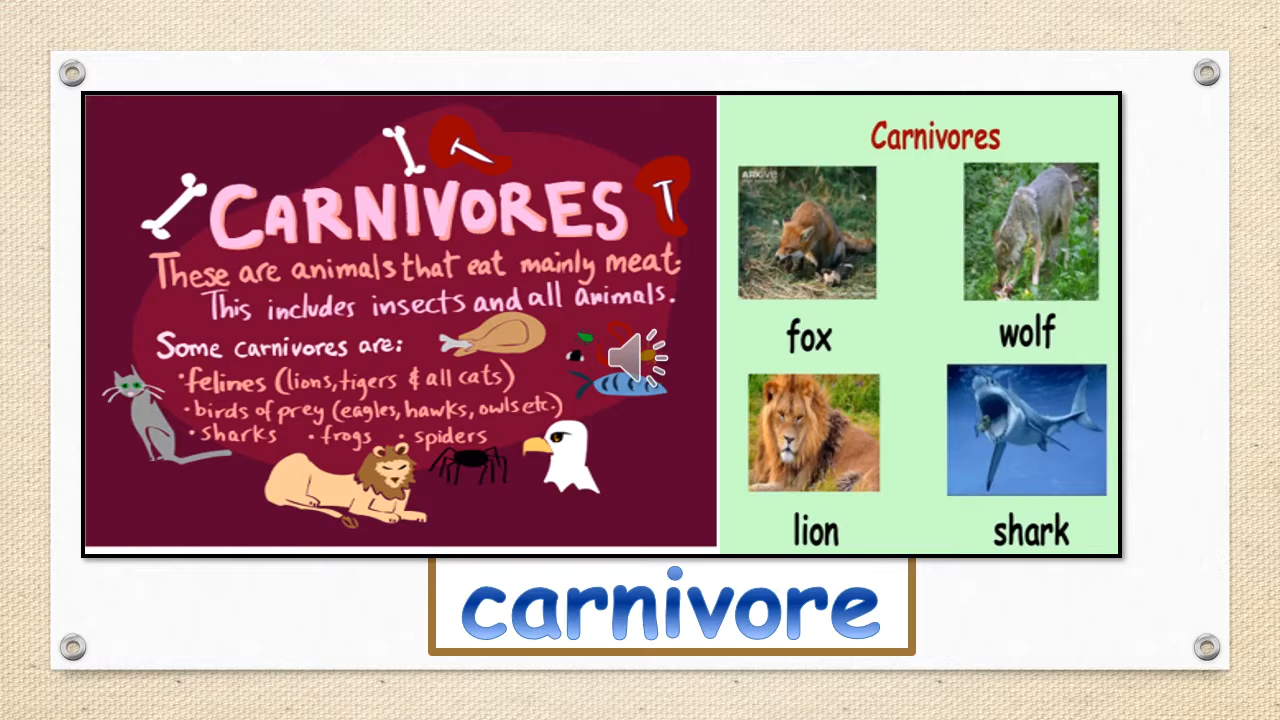 CARNIVORES
These are animals that eat mainly meat.
This includes insects and all animals.
Some carnivores are:
• felines (lions, tigers & all cats)
• birds of prey (eagles, hawks, owls etc.)
• sharks • frogs • spiders
Carnivores
ARKive
fox
wolf
lion
shark
carnivore